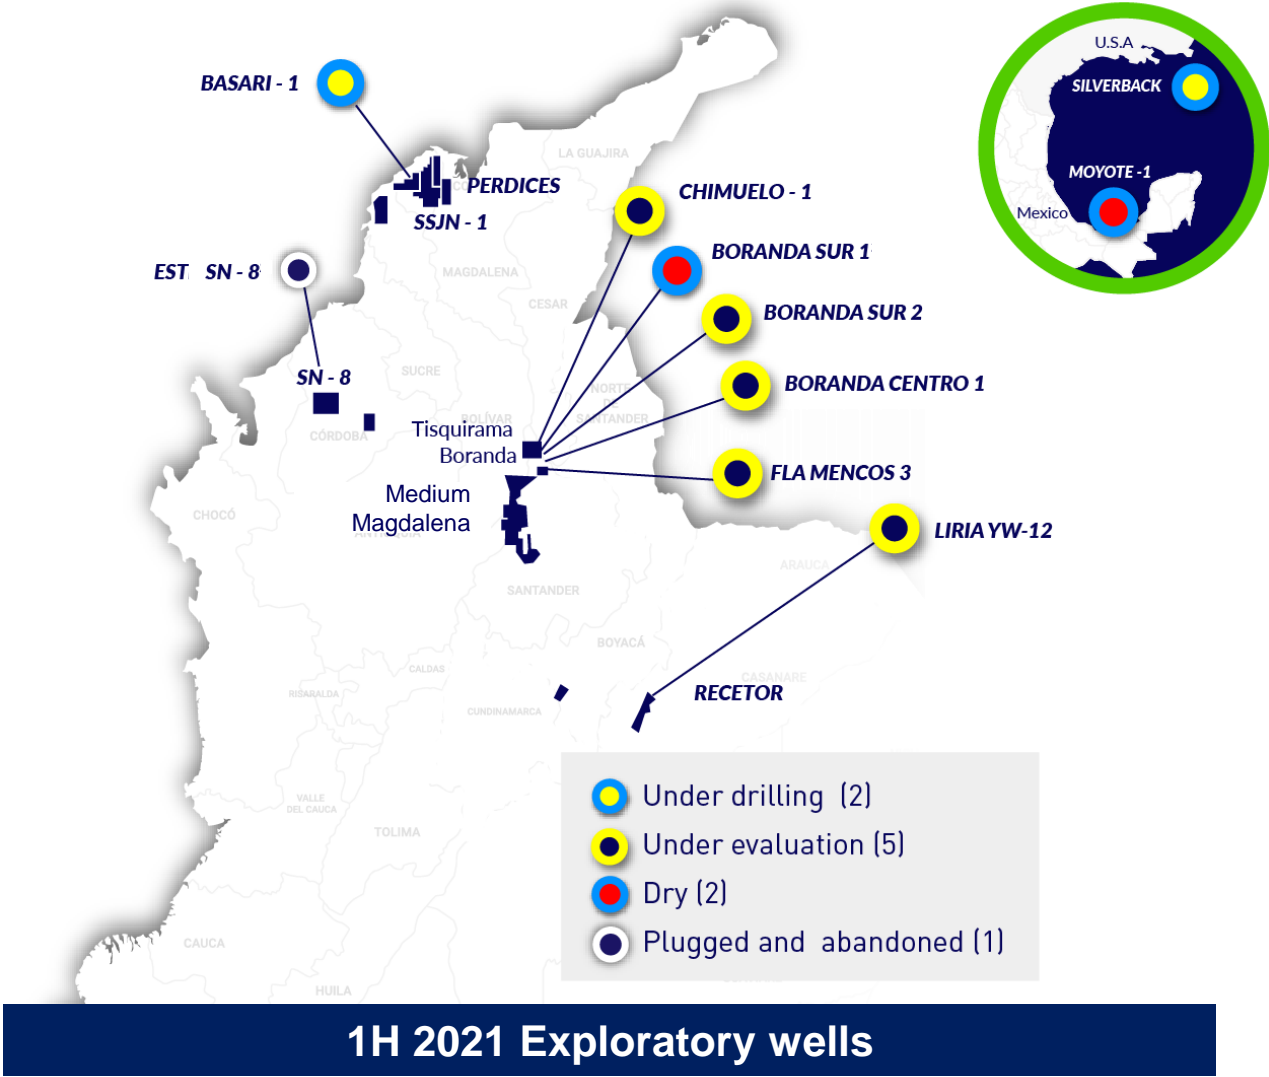 BASARI - 1
U.S.A
SILVERBACK
MOYOTE -1
Mexico
LA GUAJIRA
PERDICES
SSJN - 1
CHIMUELO - 1
BORANDA SUR 1
EST SN - 8
MAGDALENA
CESAR
BORANDA SUR 2
SN - 8
SUCRE
NORTE
DE
SANTANDER
BORANDA CENTRO 1
BOLÍVAR
CÓRDOBA
Tisquirama
Boranda
FLA MENCOS 3
Medium
Magdalena
CHOCÓ
ANTIOQUIA
LIRIA YW-12
ARAUCA
SANTANDER
BOYACÁ
CALDAS
CASANARE
RISARALDA
RECETOR
CUNDINAMARCA
VALLE
DEL CAUCA
TOLIMA
Under drilling (2)
Under evaluation (5)
Dry (2)
Plugged and abandoned (1)
CAUCA
HUILA
1H 2021 Exploratory wells